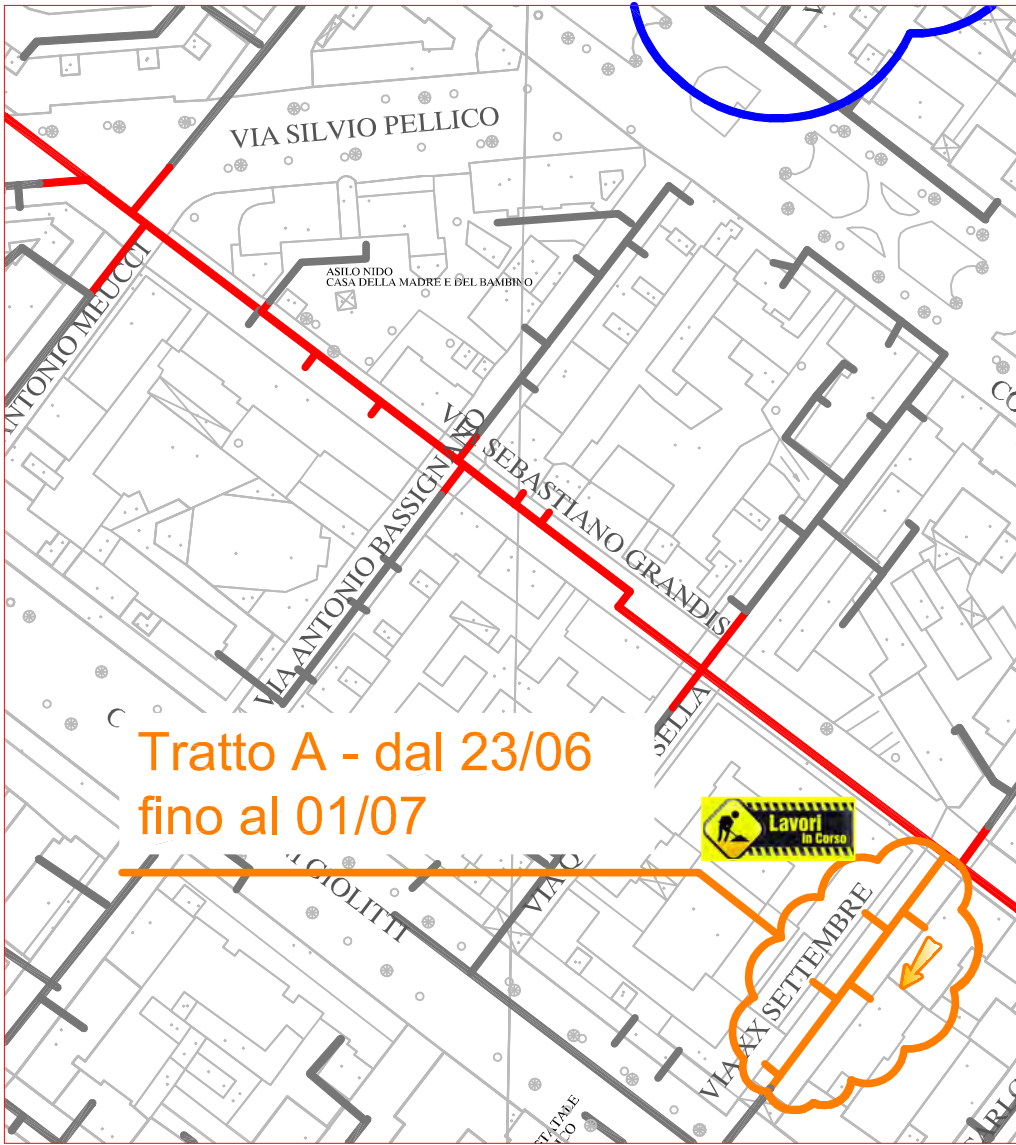 VIA SILVIO PELLICO
ASILO NIDO
CASA DELLA MADRE E DEL BAMBINO
ANTONIO MEUCCI
VIA SEBASTIANO GRANDIS
VIA ANTONIO BASSIGNANO
SELLA
Tratto A - dal 23/06
fino al 01/07
Lavori
in Corso
GIOLITTI
VIA Q
VIA XX SETTEMBRE